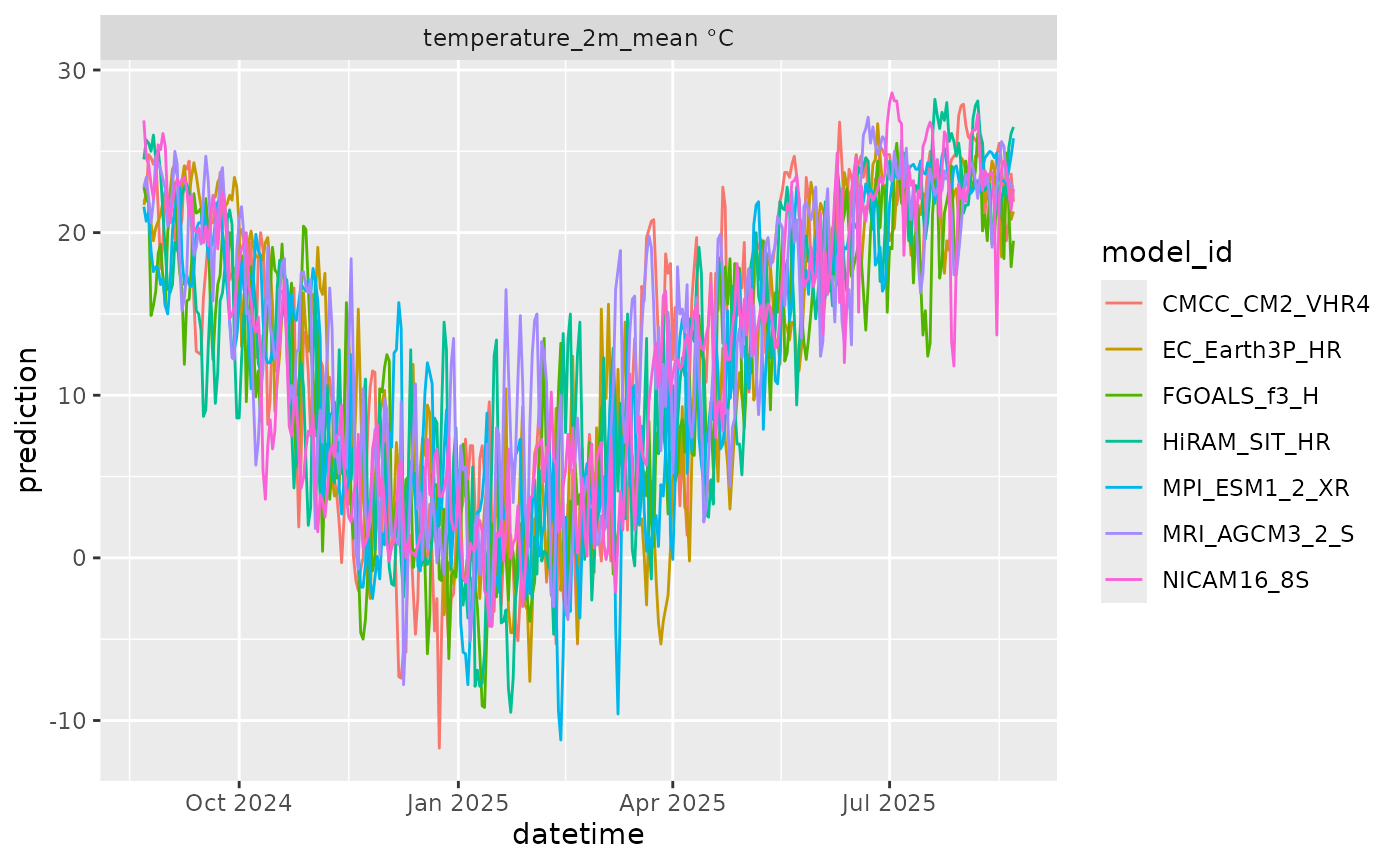 temperature_2m_mean °C
30
20
10
0
-10
prediction
Oct 2024
Jan 2025
Apr 2025
Jul 2025
datetime
model_id
CMCC_CM2_VHR4
EC_Earth3P_HR
FGOALS_f3_H
HiRAM_SIT_HR
MPI_ESM1_2_XR
MRI_AGCM3_2_S
NICAM16_8S